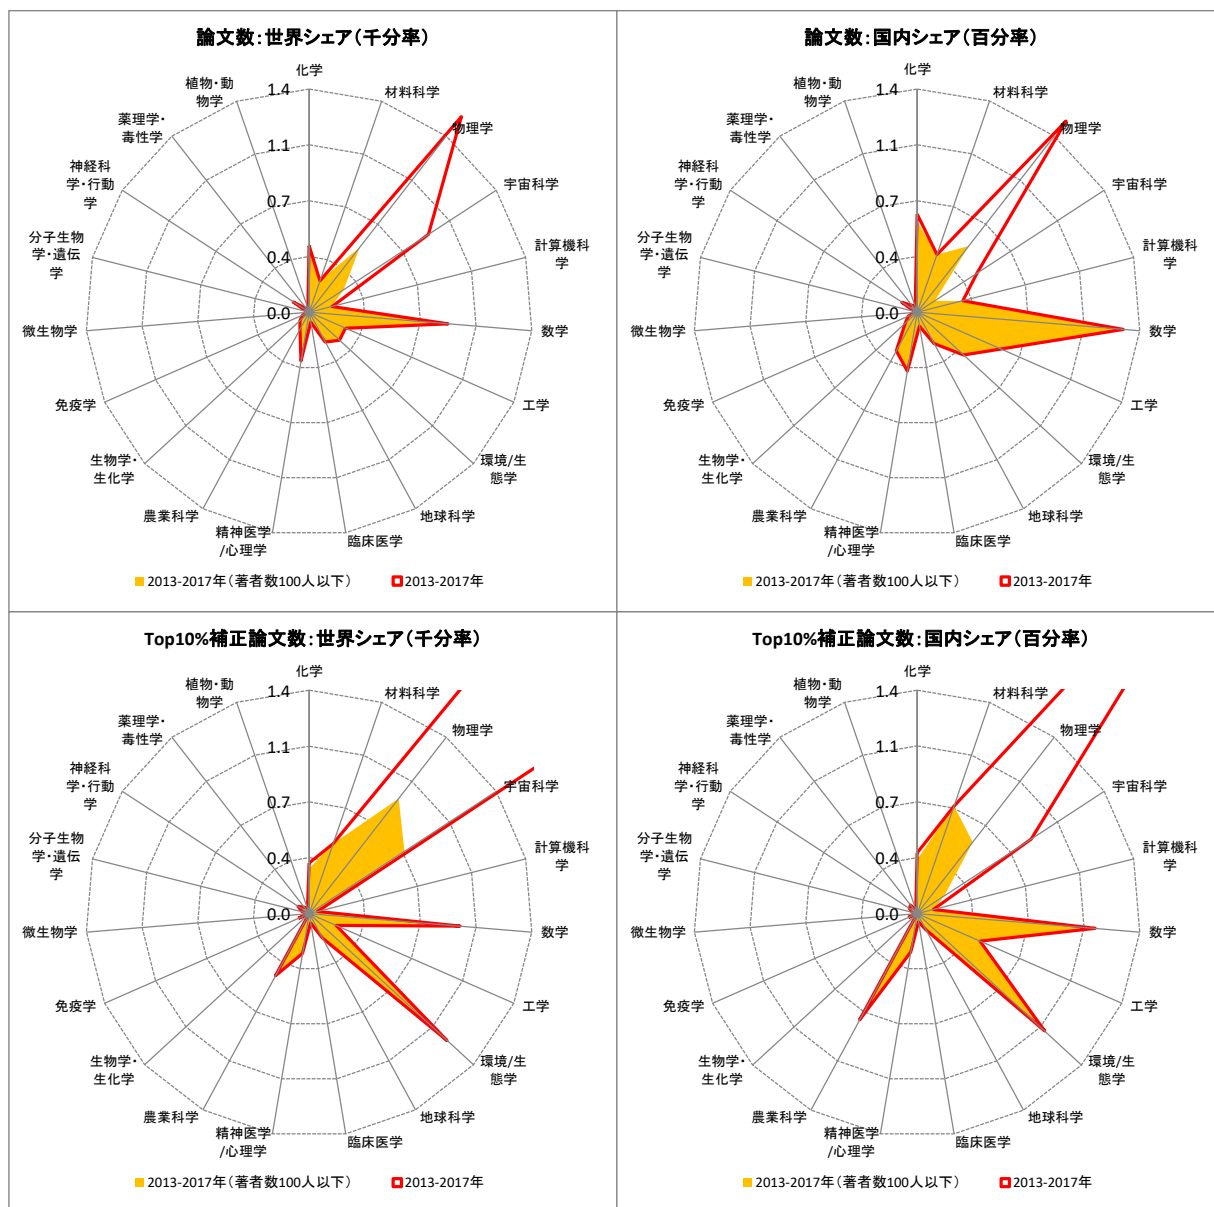 論文数：世界シェア（千分率）
化学
材料科学
物理学
宇宙科学
計算機科
学
数学
工学
環境/生
態学
地球科学
臨床医学
精神医学
/心理学
農業科学
生物学・
生化学
免疫学
微生物学
分子生物
学・遺伝
学
神経科
学・行動
学
薬理学・
毒性学
植物・動
物学
1.4
1.1
0.7
0.4
0.0
2013-2017年（著者数100人以下）
2013-2017年
論文数：国内シェア（百分率）
化学
材料科学
物理学
宇宙科学
計算機科
学
数学
工学
環境/生
態学
地球科学
臨床医学
精神医学
/心理学
農業科学
生物学・
生化学
免疫学
微生物学
分子生物
学・遺伝
学
神経科
学・行動
学
薬理学・
毒性学
植物・動
物学
1.4
1.1
0.7
0.4
0.0
2013-2017年（著者数100人以下）
2013-2017年
Top10%補正論文数：世界シェア（千分率）
化学
材料科学
物理学
宇宙科学
計算機科
学
数学
工学
環境/生
態学
地球科学
臨床医学
精神医学
/心理学
農業科学
生物学・
生化学
免疫学
微生物学
分子生物
学・遺伝
学
神経科
学・行動
学
薬理学・
毒性学
植物・動
物学
1.4
1.1
0.7
0.4
0.0
2013-2017年（著者数100人以下）
2013-2017年
Top10%補正論文数：国内シェア（百分率）
化学
材料科学
物理学
宇宙科学
計算機科
学
数学
工学
環境/生
態学
地球科学
臨床医学
精神医学
/心理学
農業科学
生物学・
生化学
免疫学
微生物学
分子生物
学・遺伝
学
神経科
学・行動
学
薬理学・
毒性学
植物・動
物学
1.4
1.1
0.7
0.4
0.0
2013-2017年（著者数100人以下）
2013-2017年